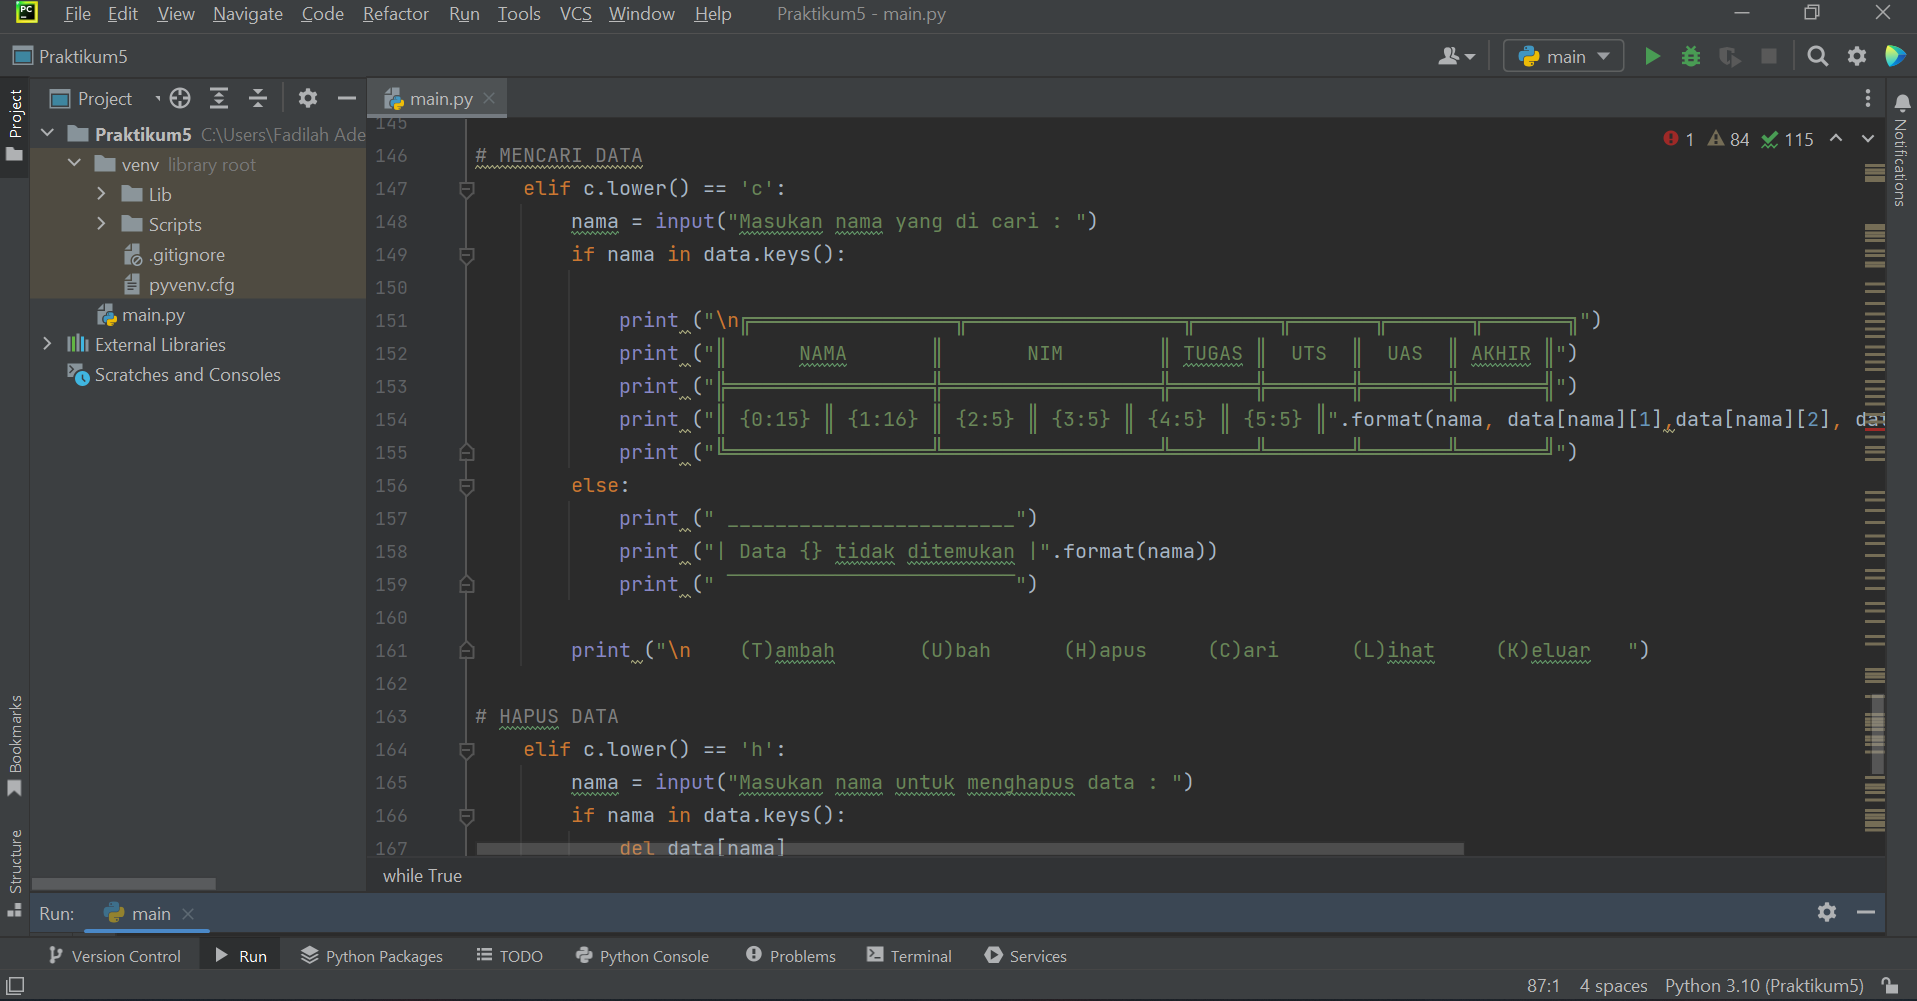 PC File Edit View Navigate Code Refactor Run Tools VCS Window Help Praktikum5 - main.py
Praktikum5 main
Project main.py
Project
Praktikum5 C:\Users\Fadilah Ade
venv library root
Lib
Scripts
.gitignore
pyvenv.cfg
main.py
External Libraries
Scratches and Consoles
1 84 115
Notifications
145
146 # MENCARI DATA
147 elif c.lower() == 'c':
148 nama = input("Masukan nama yang di cari : ")
149 if nama in data.keys():
150
151 print ("\n╔═════════════════╦══════════════════╦═══════╦═══════╦═══════╦═══════╗")
152 print ("║      NAMA       ║       NIM        ║ TUGAS ║  UTS  ║  UAS  ║ AKHIR ║")
153 print ("╠═════════════════╬══════════════════╬═══════╬═══════╬═══════╬═══════╣")
154 print ("║ {0:15} ║ {1:16} ║ {2:5} ║ {3:5} ║ {4:5} ║ {5:5} ║".format(nama, data[nama][1],data[nama][2], da
155 print ("╚═════════════════╩══════════════════╩═══════╩═══════╩═══════╩═══════╝")
156 else:
157 print (" ________________________")
158 print ("| Data {} tidak ditemukan |".format(nama))
159 print (" ‾‾‾‾‾‾‾‾‾‾‾‾‾‾‾‾‾‾‾‾‾‾‾‾")
160
161 print ("\n    (T)ambah       (U)bah      (H)apus     (C)ari      (L)ihat     (K)eluar   ")
162
163 # HAPUS DATA
164 elif c.lower() == 'h':
165 nama = input("Masukan nama untuk menghapus data : ")
166 if nama in data.keys():
167 del data[nama]
while True
Bookmarks
Structure
Run: main
Version Control Run Python Packages TODO Python Console Problems Terminal Services
87:1 4 spaces Python 3.10 (Praktikum5)